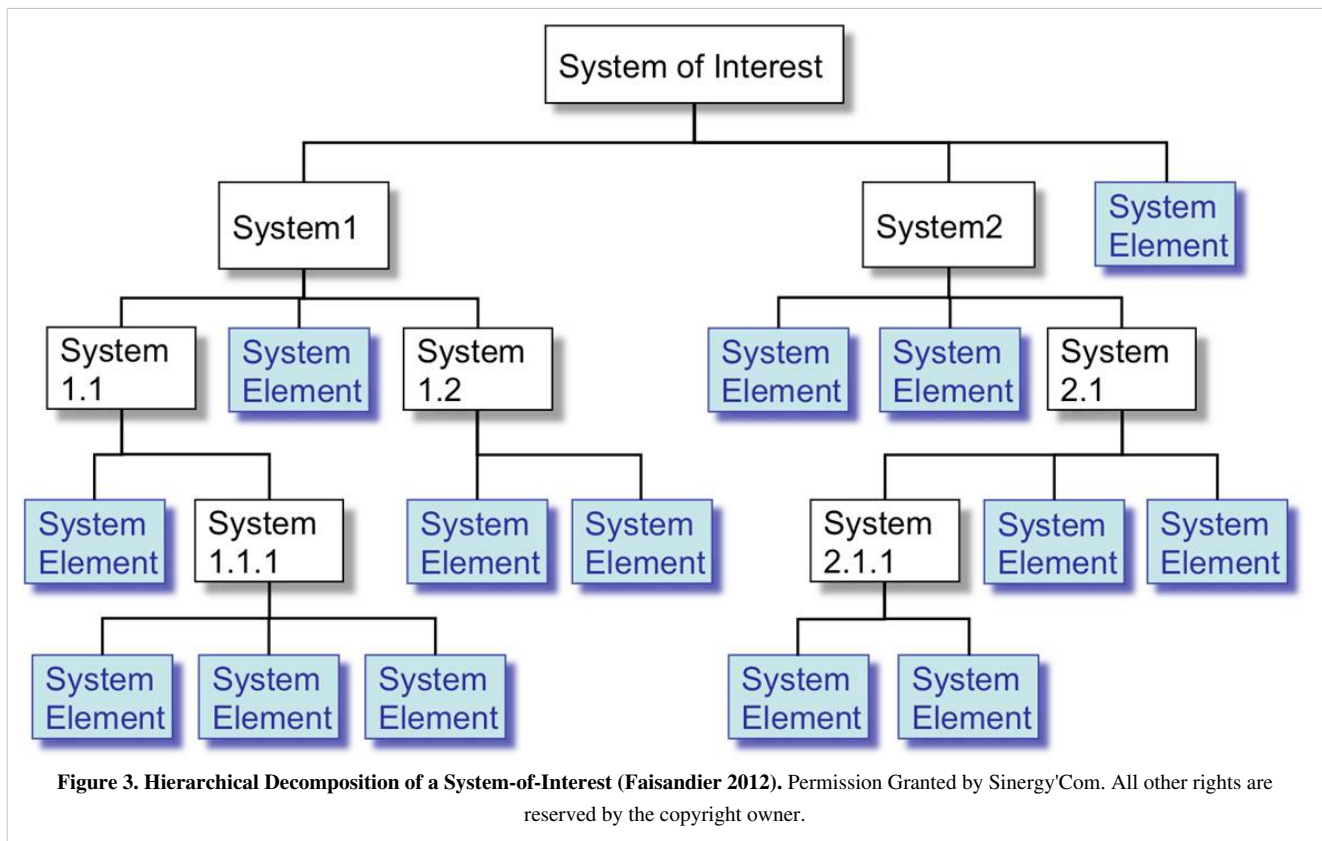 System of Interest
System1
System2
System
Element
System
1.1
System
Element
System
1.2
System
Element
System
Element
System
2.1
System
Element
System
1.1.1
System
Element
System
Element
System
2.1.1
System
Element
System
Element
System
Element
System
Element
System
Element
System
Element
System
Element
Figure 3. Hierarchical Decomposition of a System-of-Interest (Faisandier 2012). Permission Granted by Sinergy'Com. All other rights are
reserved by the copyright owner.